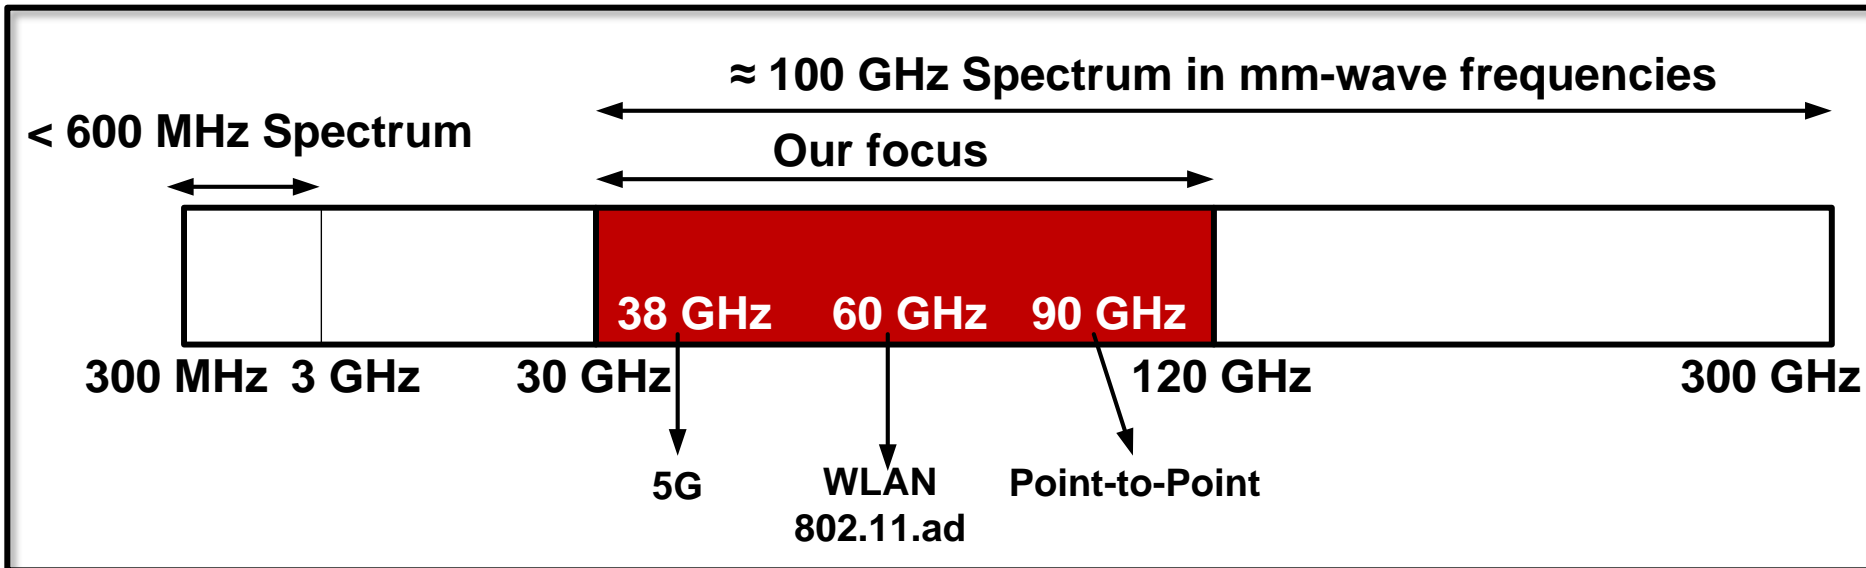 ≈ 100 GHz Spectrum in mm-wave frequencies
< 600 MHz Spectrum
Our focus
38 GHz 60 GHz 90 GHz
300 MHz 3 GHz 30 GHz 120 GHz 300 GHz
5G WLAN Point-to-Point
802.11.ad